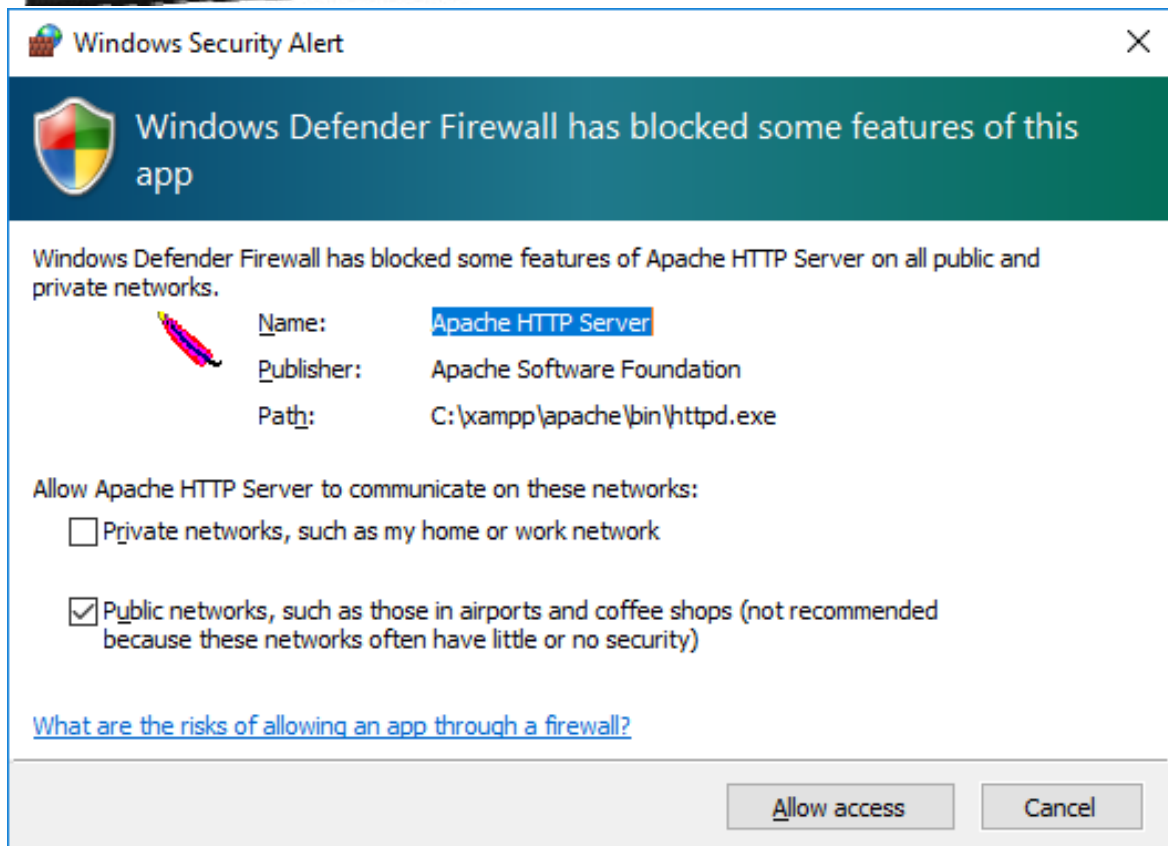 Windows Security Alert
Windows Defender Firewall has blocked some features of this
app
Windows Defender Firewall has blocked some features of Apache HTTP Server on all public and
private networks.
Name: Apache HTTP Server
Publisher: Apache Software Foundation
Path: C:\xampp\apache\bin\httpd.exe
Allow Apache HTTP Server to communicate on these networks:
Private networks, such as my home or work network
Public networks, such as those in airports and coffee shops (not recommended
because these networks often have little or no security)
What are the risks of allowing an app through a firewall?
Allow access Cancel